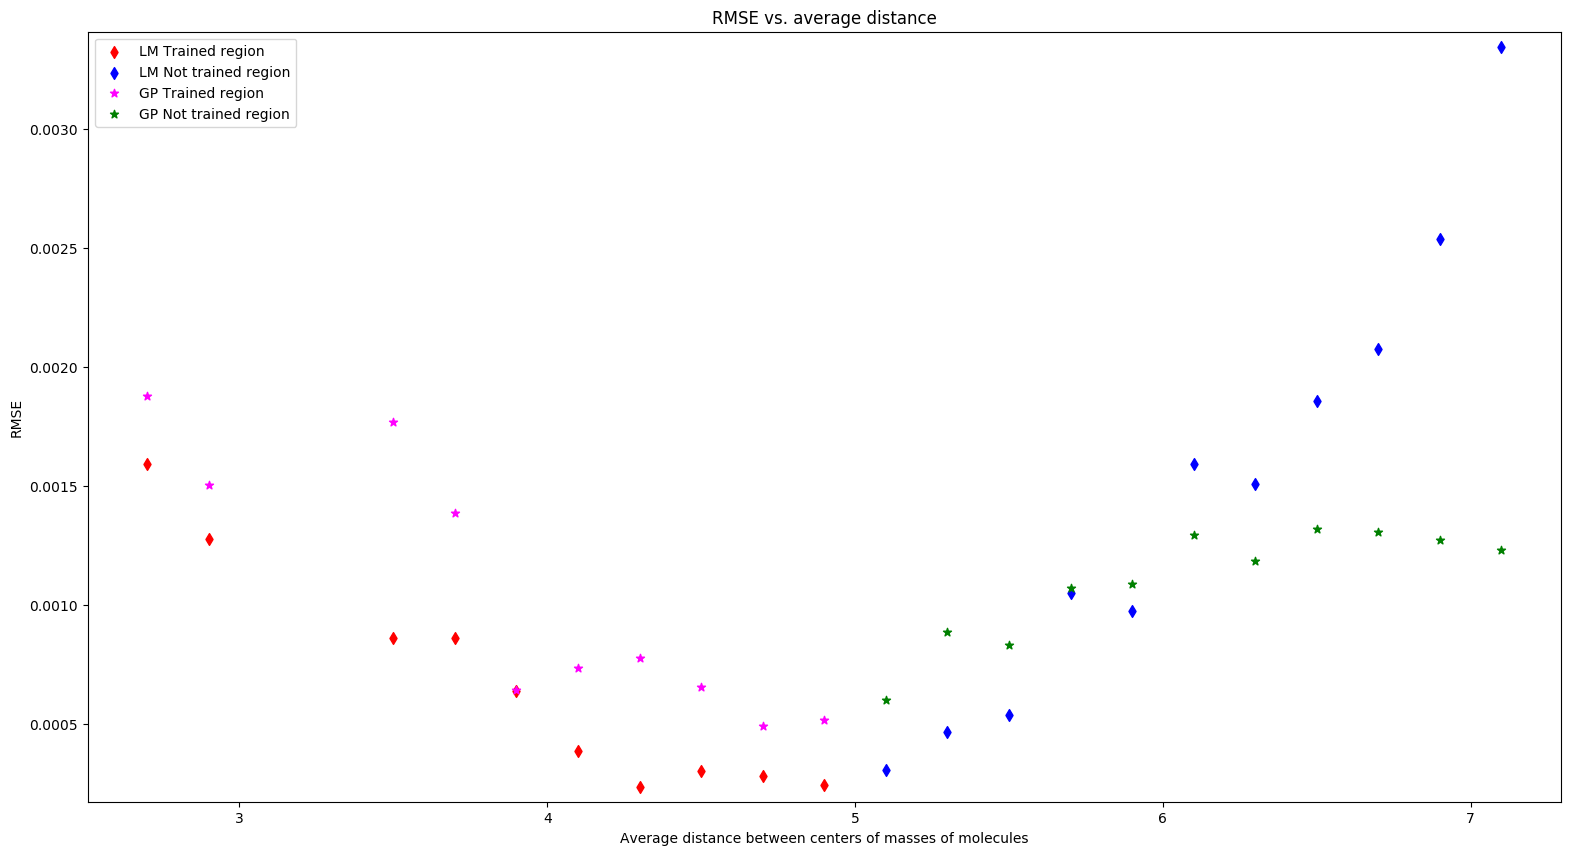 RMSE vs. average distance
LM Trained region
LM Not trained region
GP Trained region
GP Not trained region
0.0030
0.0025
0.0020
0.0015
0.0010
0.0005
RMSE
3 4 5 6 7
Average distance between centers of masses of molecules